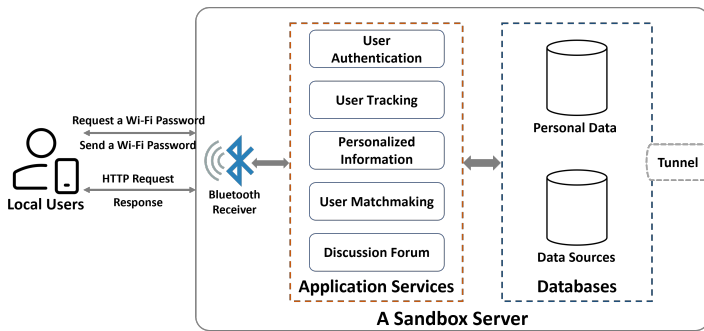 Request a Wi-Fi Password
Send a Wi-Fi Password
HTTP Request
Response
Local Users
Bluetooth
Receiver
User
Authentication
User Tracking
Personalized
Information
User Matchmaking
Discussion Forum
Application Services
Personal Data
Data Sources
Databases
Tunnel
A Sandbox Server